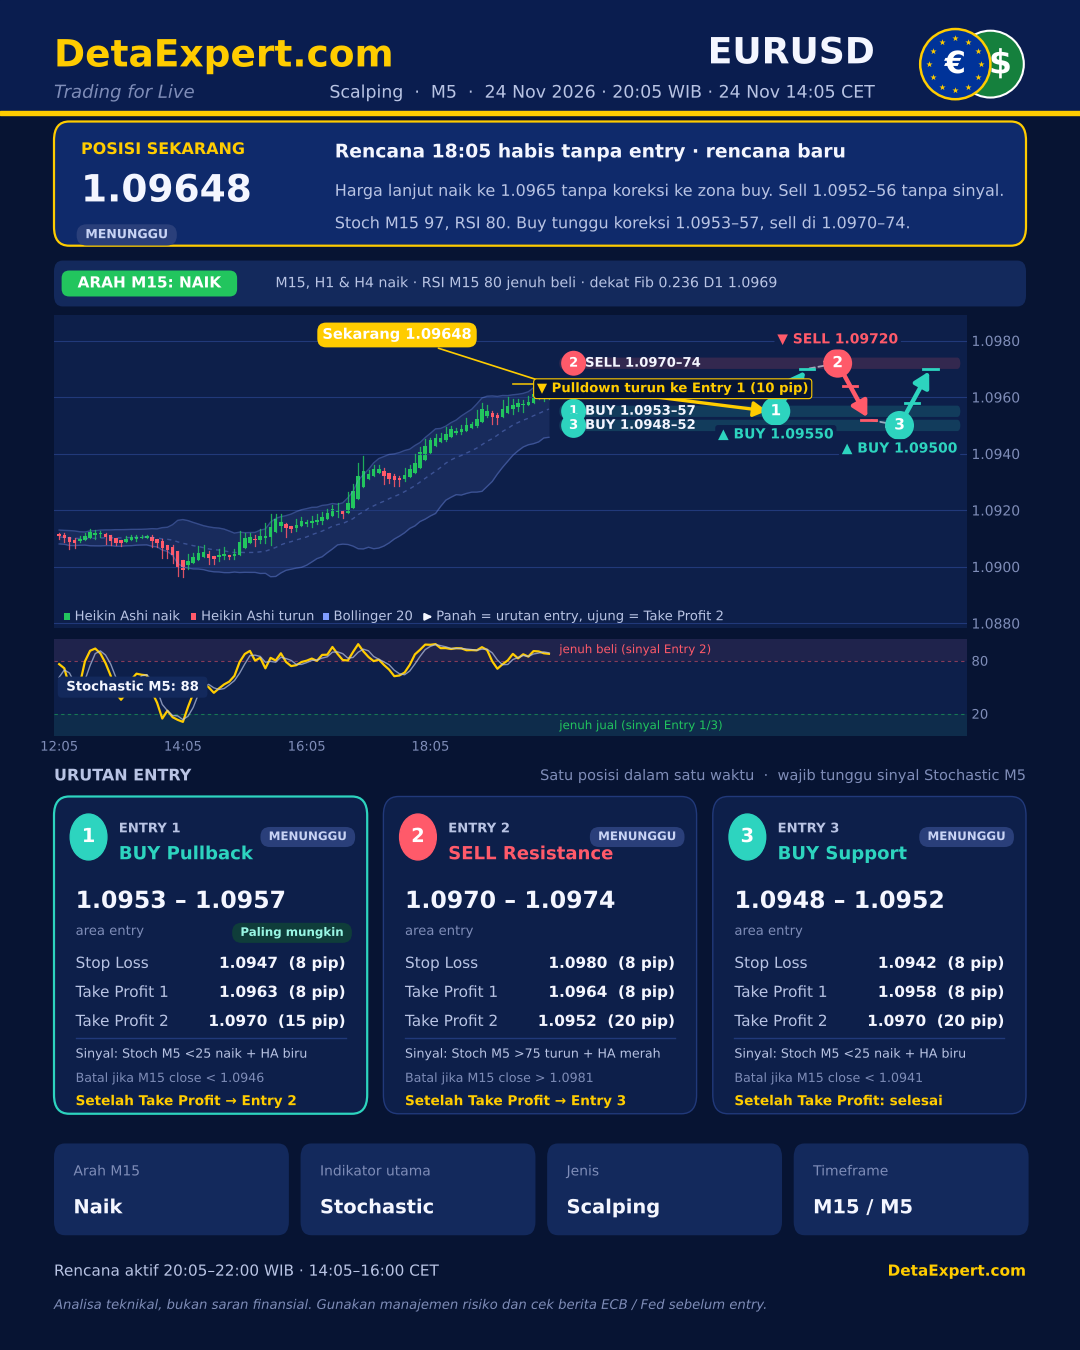 DetaExpert.com
EURUSD
€ $
Trading for Live
Scalping · M5 · 24 Nov 2026 · 20:05 WIB · 24 Nov 14:05 CET
POSISI SEKARANG
1.09648
MENUNGGU
Rencana 18:05 habis tanpa entry · rencana baru
Harga lanjut naik ke 1.0965 tanpa koreksi ke zona buy. Sell 1.0952–56 tanpa sinyal.
Stoch M15 97, RSI 80. Buy tunggu koreksi 1.0953–57, sell di 1.0970–74.
ARAH M15: NAIK
M15, H1 & H4 naik · RSI M15 80 jenuh beli · dekat Fib 0.236 D1 1.0969
Sekarang 1.09648
▼ SELL 1.09720
1.0980
2 SELL 1.0970–74
2
▼ Pulldown turun ke Entry 1 (10 pip)
1.0960
1 BUY 1.0953–57
1
3 BUY 1.0948–52
3
▲ BUY 1.09550
▲ BUY 1.09500
1.0940
1.0920
1.0900
1.0880
Heikin Ashi naik
Heikin Ashi turun
Bollinger 20
Panah = urutan entry, ujung = Take Profit 2
jenuh beli (sinyal Entry 2)
80
Stochastic M5: 88
20
jenuh jual (sinyal Entry 1/3)
12:05
14:05
16:05
18:05
URUTAN ENTRY
Satu posisi dalam satu waktu · wajib tunggu sinyal Stochastic M5
1
ENTRY 1
MENUNGGU
BUY Pullback
1.0953 – 1.0957
area entry
Paling mungkin
Stop Loss 1.0947 (8 pip)
Take Profit 1 1.0963 (8 pip)
Take Profit 2 1.0970 (15 pip)
Sinyal: Stoch M5 <25 naik + HA biru
Batal jika M15 close < 1.0946
Setelah Take Profit → Entry 2
2
ENTRY 2
MENUNGGU
SELL Resistance
1.0970 – 1.0974
area entry
Stop Loss 1.0980 (8 pip)
Take Profit 1 1.0964 (8 pip)
Take Profit 2 1.0952 (20 pip)
Sinyal: Stoch M5 >75 turun + HA merah
Batal jika M15 close > 1.0981
Setelah Take Profit → Entry 3
3
ENTRY 3
MENUNGGU
BUY Support
1.0948 – 1.0952
area entry
Stop Loss 1.0942 (8 pip)
Take Profit 1 1.0958 (8 pip)
Take Profit 2 1.0970 (20 pip)
Sinyal: Stoch M5 <25 naik + HA biru
Batal jika M15 close < 1.0941
Setelah Take Profit: selesai
Arah M15
Naik
Indikator utama
Stochastic
Jenis
Scalping
Timeframe
M15 / M5
Rencana aktif 20:05–22:00 WIB · 14:05–16:00 CET
DetaExpert.com
Analisa teknikal, bukan saran finansial. Gunakan manajemen risiko dan cek berita ECB / Fed sebelum entry.